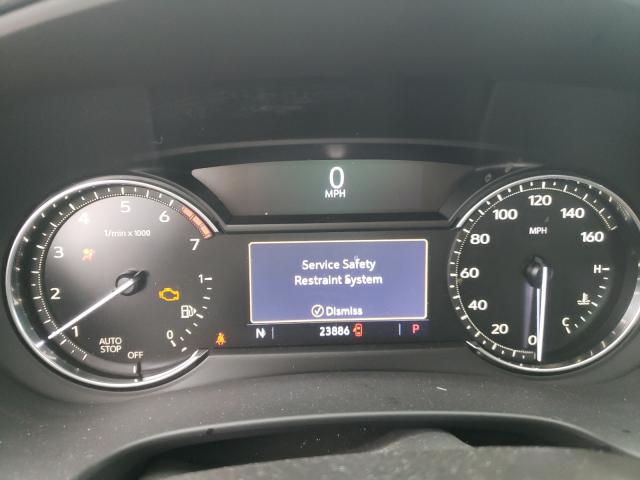 0
MPH
4 5 6
1/min x 1000
3
7
2
1
1
0
AUTO
STOP
OFF
Service Safety
Restraint System
Dismiss
N
23886
P
100 120 140
MPH
80
160
60
40
20
0
H
C